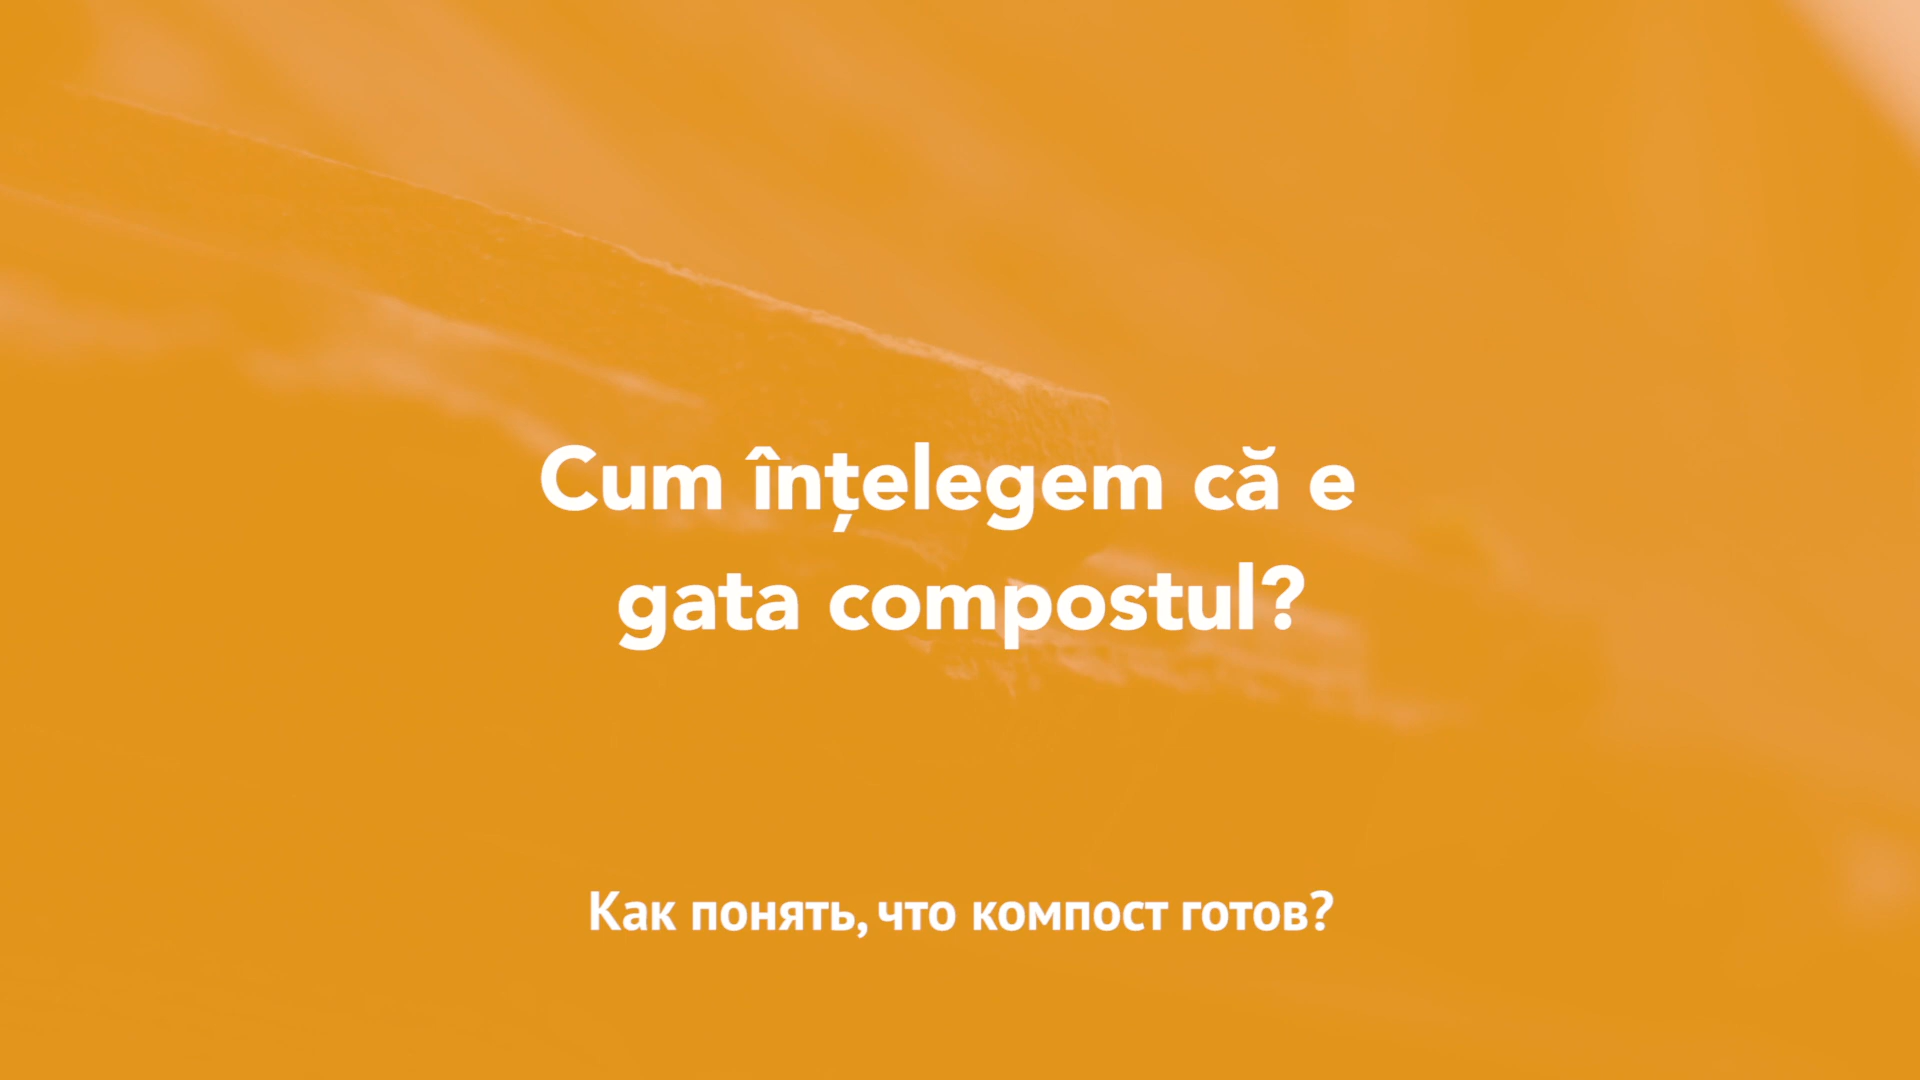 Cum înțelegem că e
gata compostul?
Как понять, что компост готов?